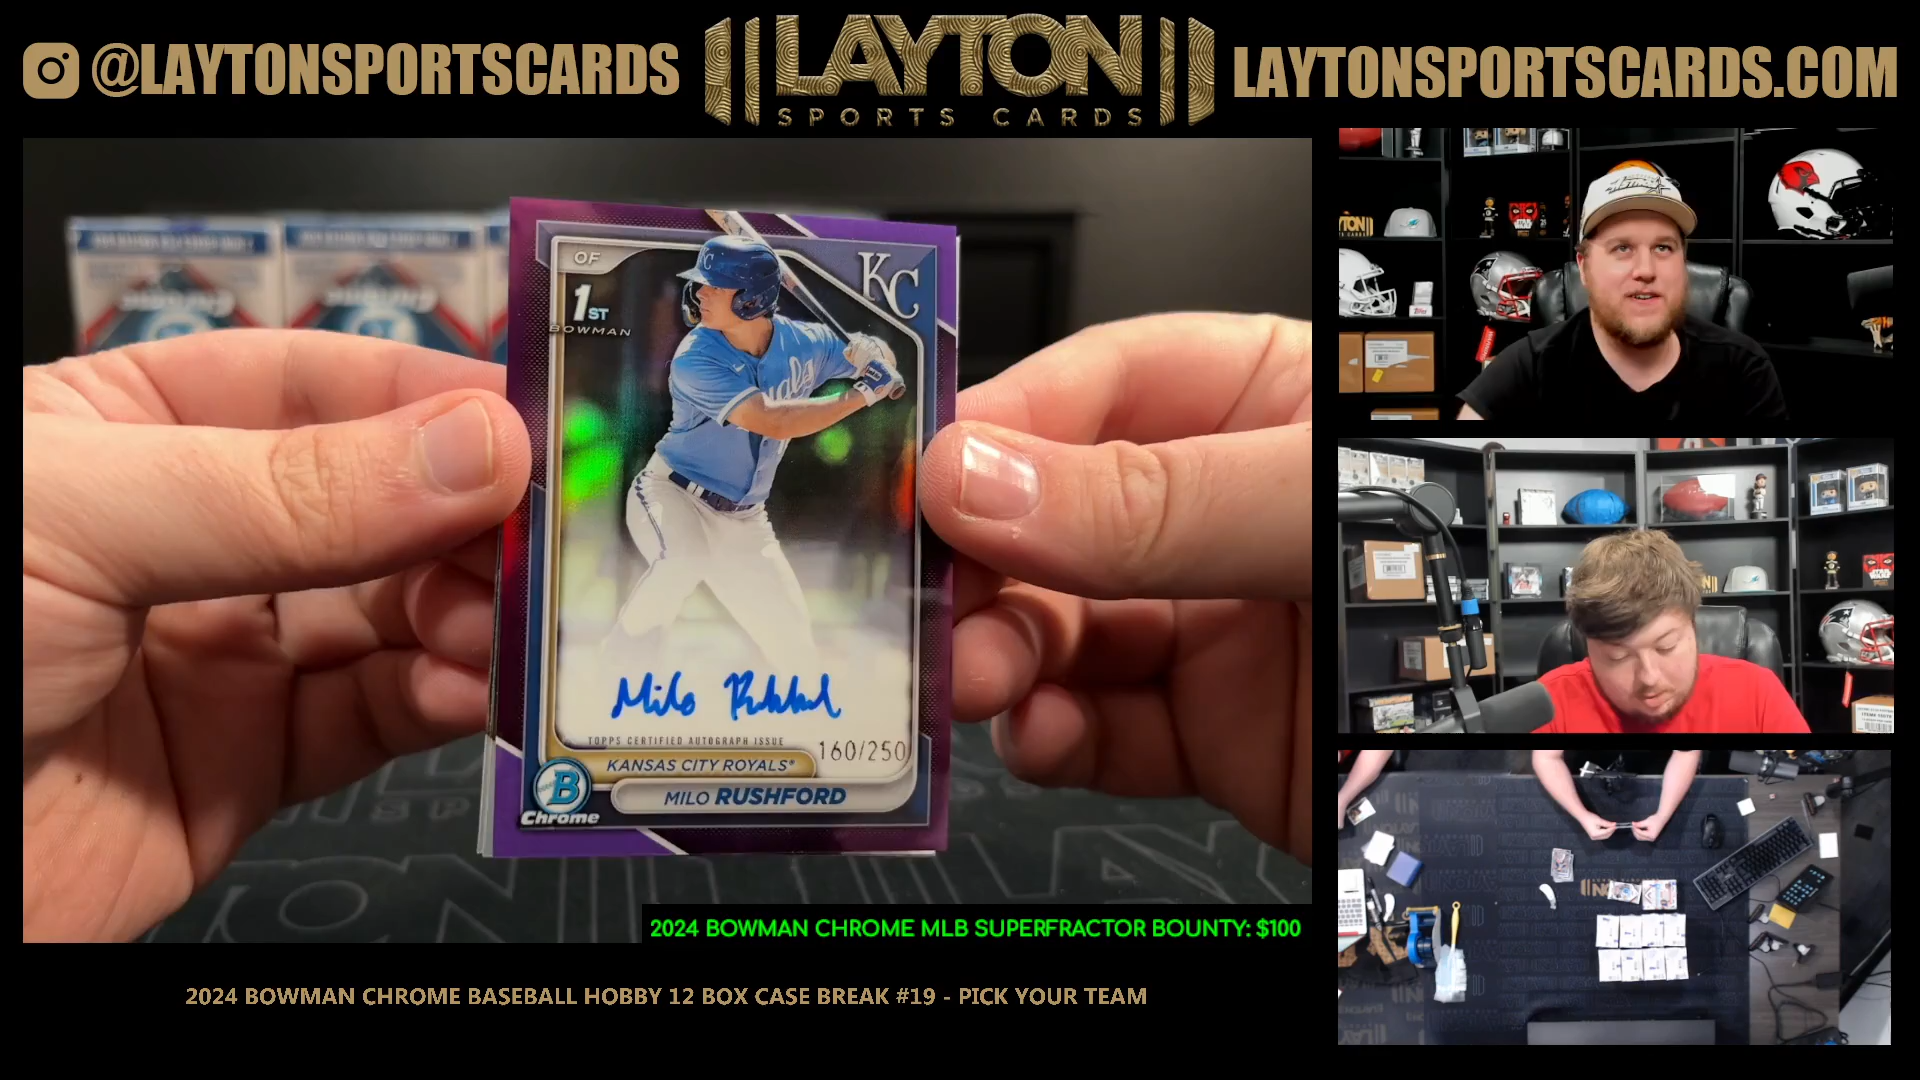 @LAYTONSPORTSCARDS
LAYTON
SPORTS CARDS
LAYTONSPORTSCARDS.COM
OF
KC
1ST
BOWMAN
Milo
TOPPS CERTIFIED AUTOGRAPH ISSUE
160/250
KANSAS CITY ROYALS®
MILO RUSHFORD
B
Chrome
2024 BOWMAN CHROME MLB SUPERFRACTOR BOUNTY: $100
2024 BOWMAN CHROME BASEBALL HOBBY 12 BOX CASE BREAK #19 - PICK YOUR TEAM